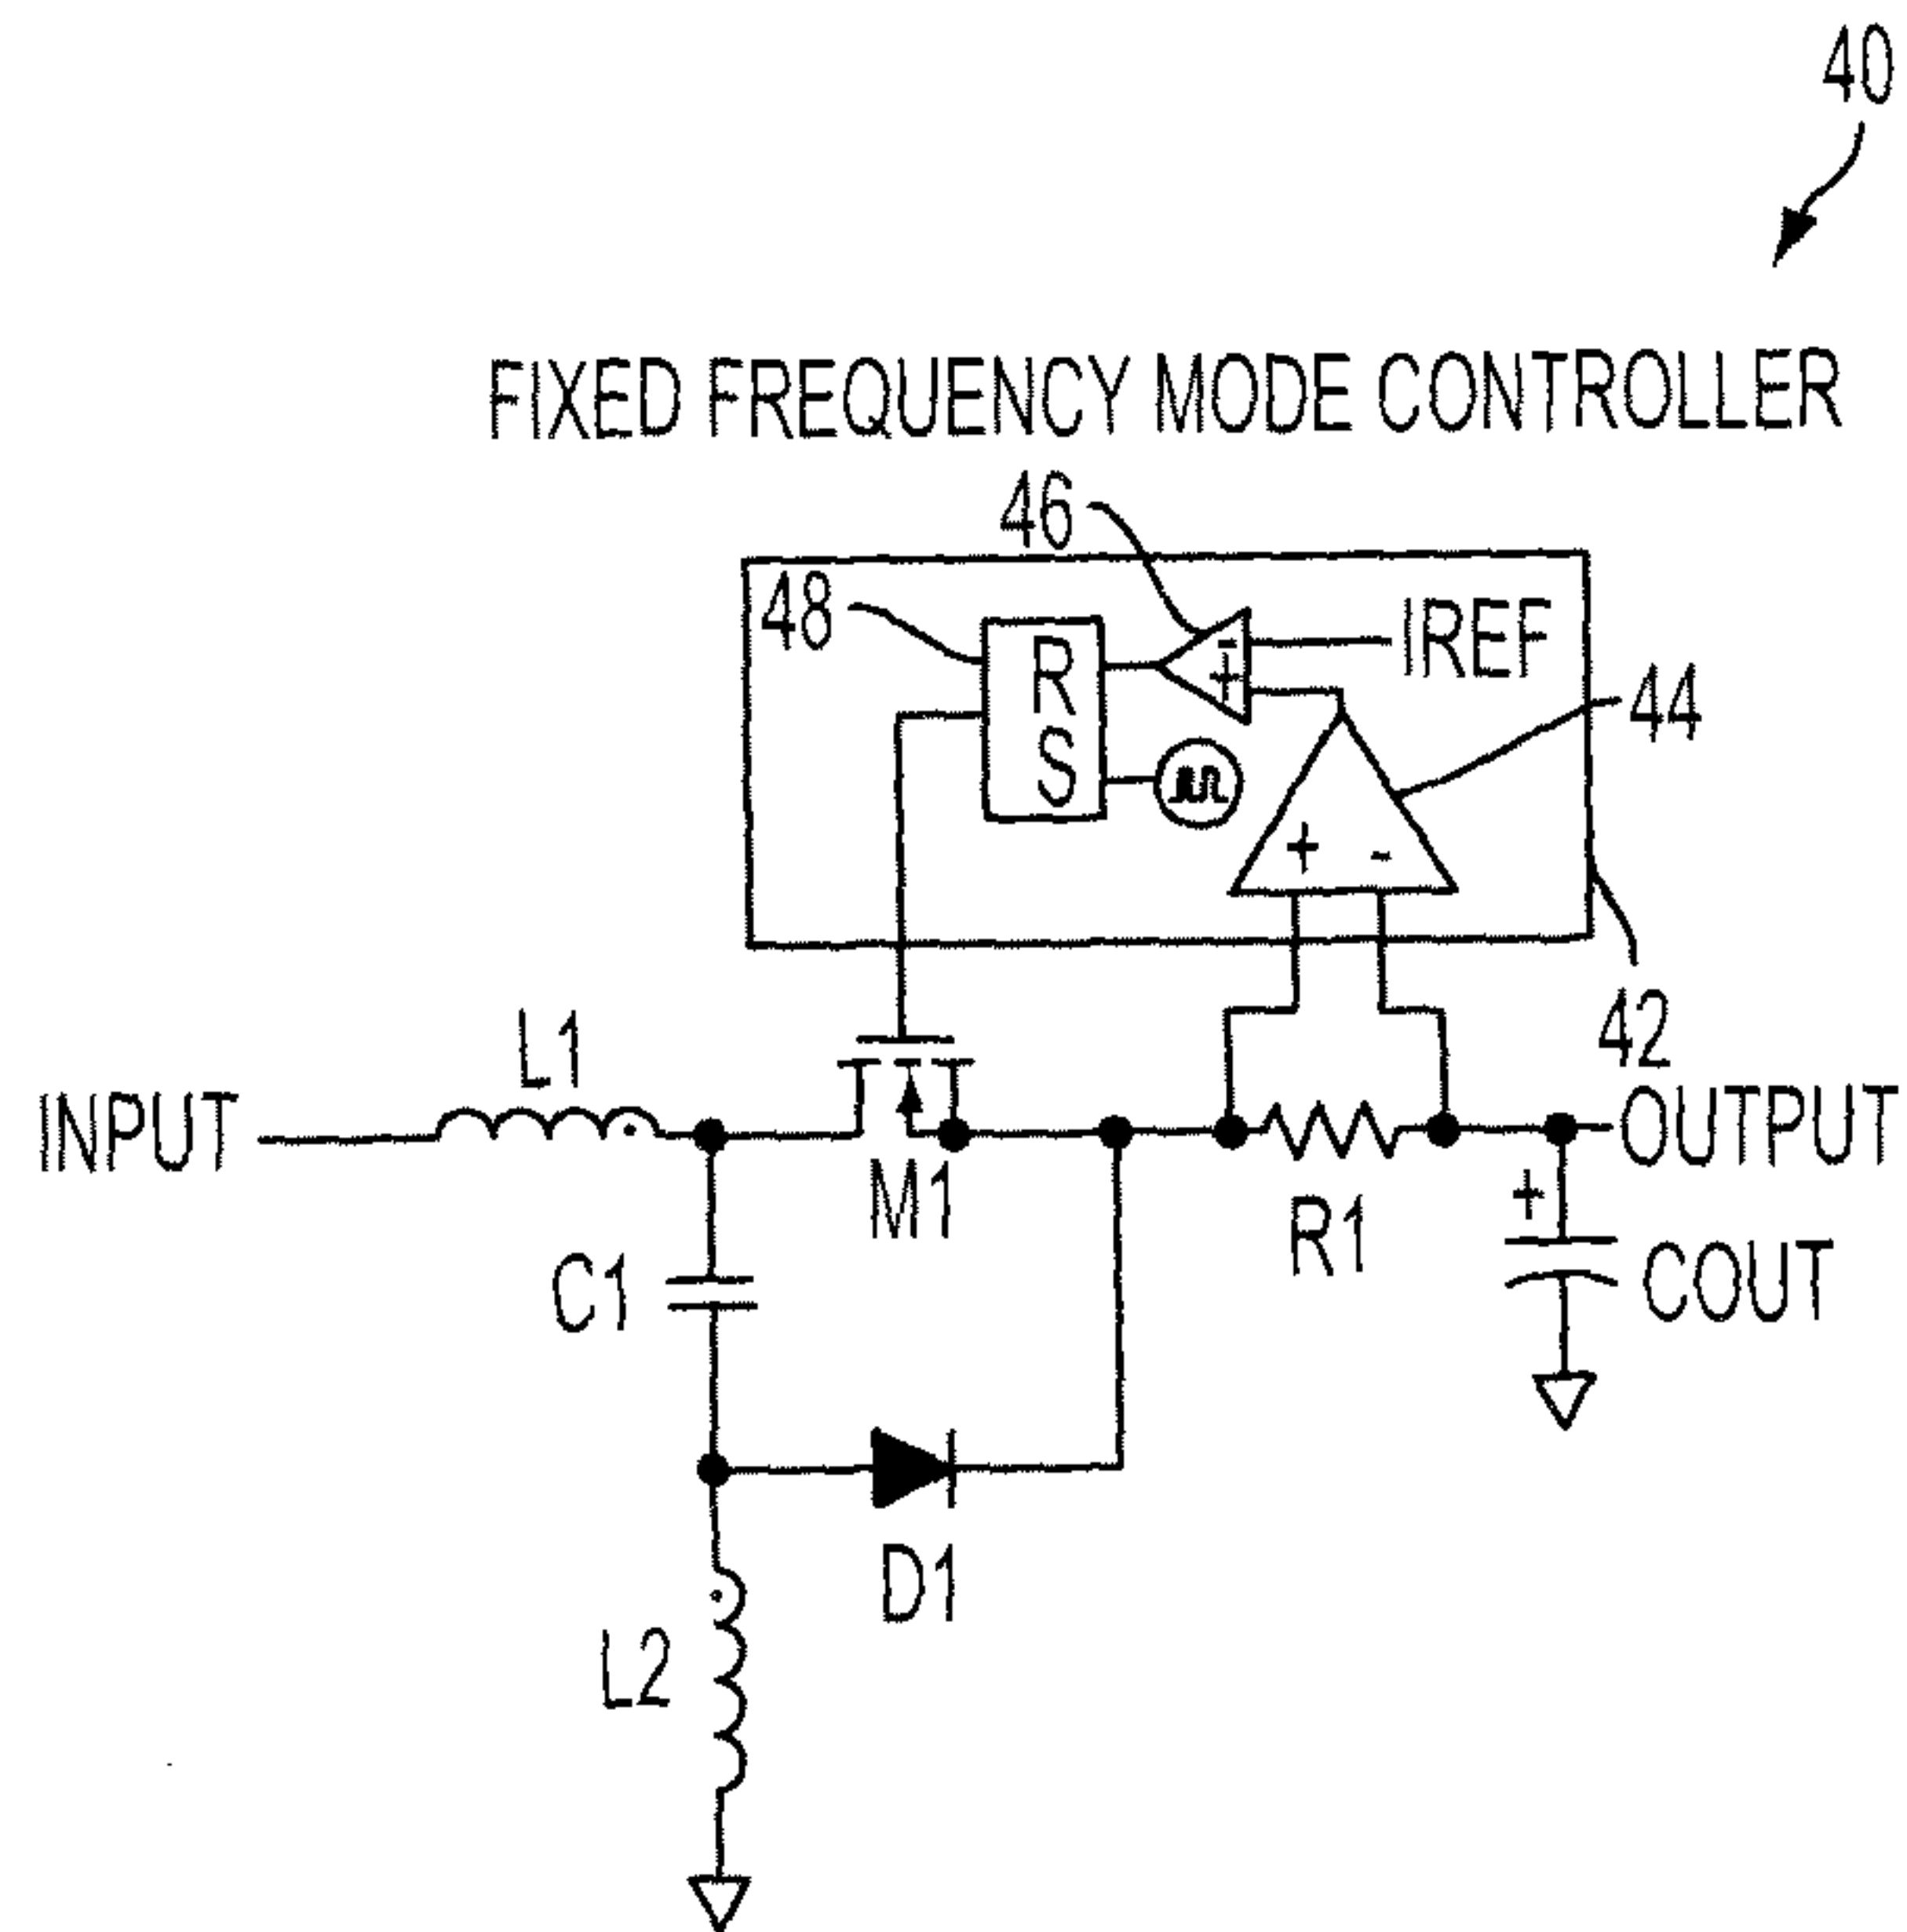 40
FIXED FREQUENCY MODE CONTROLLER
46
48
R
S
-
+
IREF
44
+ -
42
L1
INPUT
M1
R1
OUTPUT
+
COUT
C1
D1
L2